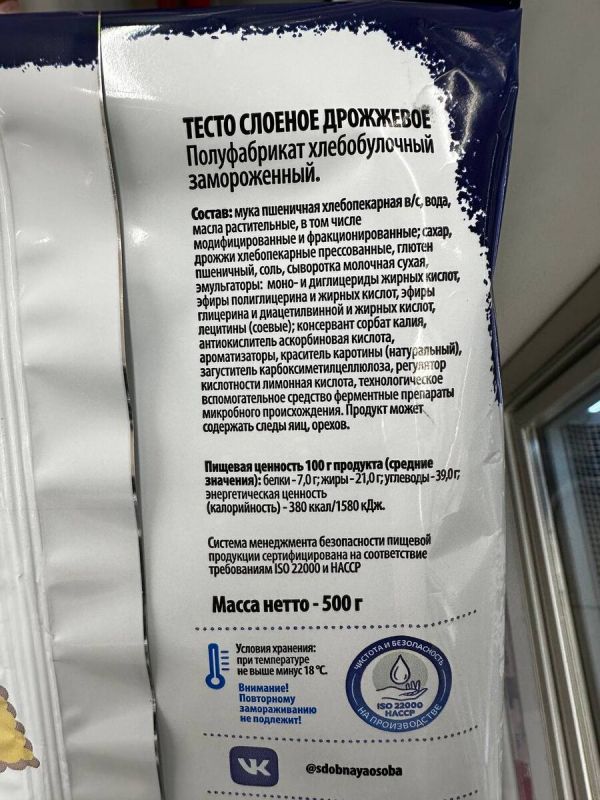 ТЕСТО СЛОЕНОЕ ДРОЖЖЕВОЕ
Полуфабрикат хлебобулочный
замороженный.
Состав: мука пшеничная хлебопекарная в/с, вода,
масла растительные, в том числе
модифицированные и фракционированные; сахар,
дрожжи хлебопекарные прессованные, глютен
пшеничный, соль, сыворотка молочная сухая,
эмульгаторы: моно- и диглицериды жирных кислот,
эфиры полиглицерина и жирных кислот, эфиры
глицерина и диацетилвинной и жирных кислот,
лецитины (соевые); консервант сорбат калия,
антиокислитель аскорбиновая кислота,
ароматизаторы, краситель каротины (натуральный),
загуститель карбоксиметилцеллюлоза, регулятор
кислотности лимонная кислота, технологическое
вспомогательное средство ферментные препараты
микробного происхождения. Продукт может
содержать следы яиц, орехов.
Пищевая ценность 100 г продукта (средние
значения): белки - 7,0 г; жиры - 21,0 г; углеводы - 39,0 г;
энергетическая ценность
(калорийность) - 380 ккал/1580 кДж.
Система менеджмента безопасности пищевой
продукции сертифицирована на соответствие
требованиям ISO 22000 и НАССР
Масса нетто - 500 г
Условия хранения:
при температуре
не выше минус 18 °С.
Внимание!
Повторному
замораживанию
не подлежит!
ЧИСТОТА И БЕЗОПАСНОСТЬ
ISO 22000
НАССР
НА ПРОИЗВОДСТВЕ
VK
@sdobnayaosoba